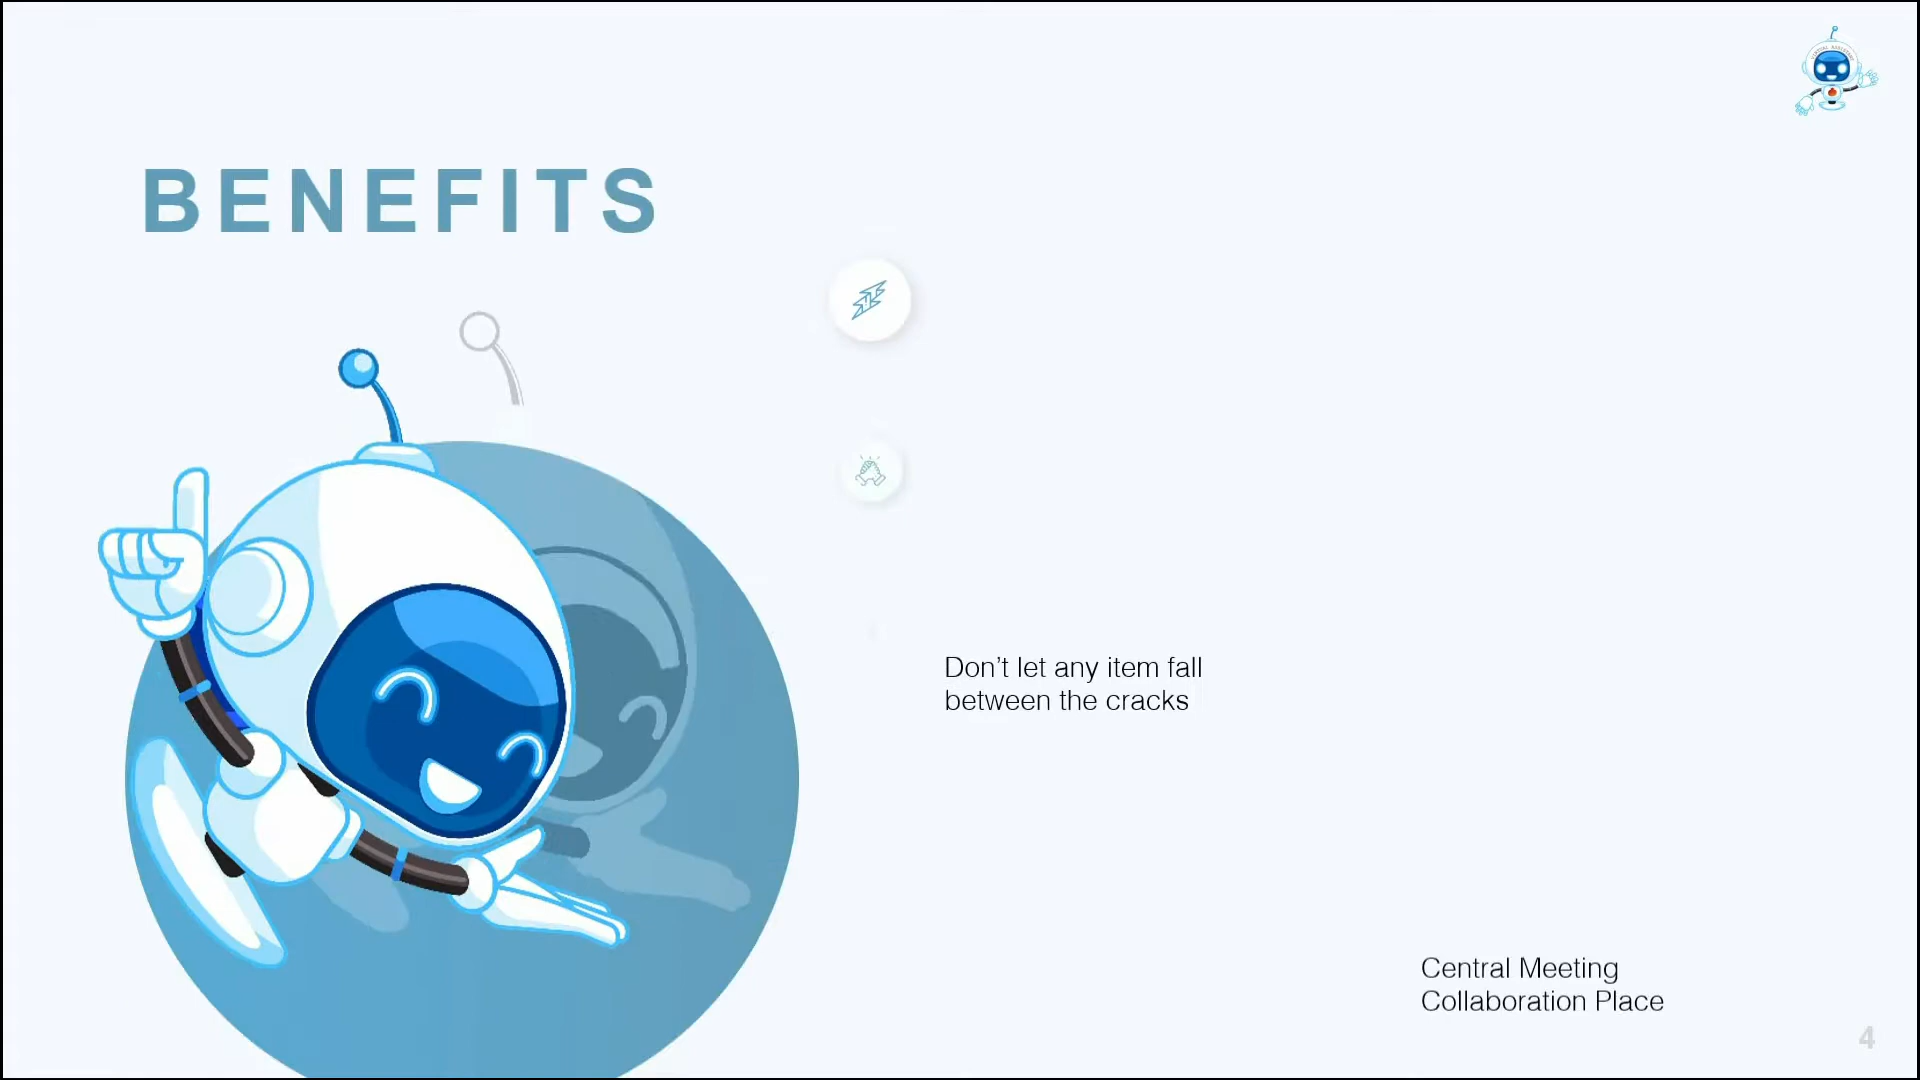 BENEFITS
Don’t let any item fall
between the cracks
Central Meeting
Collaboration Place
4